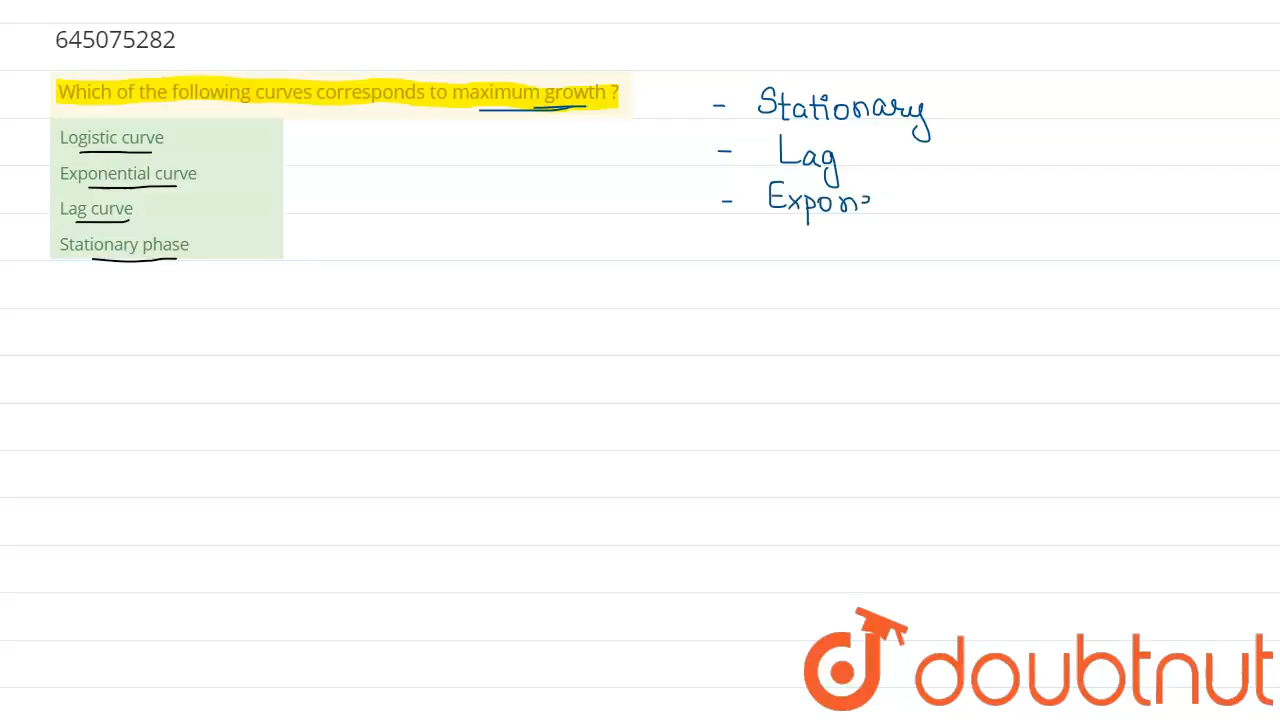 645075282
Which of the following curves corresponds to maximum growth ?
Logistic curve
Exponential curve
Lag curve
Stationary phase
- Stationary
- Lag
- Expon
doubtnut